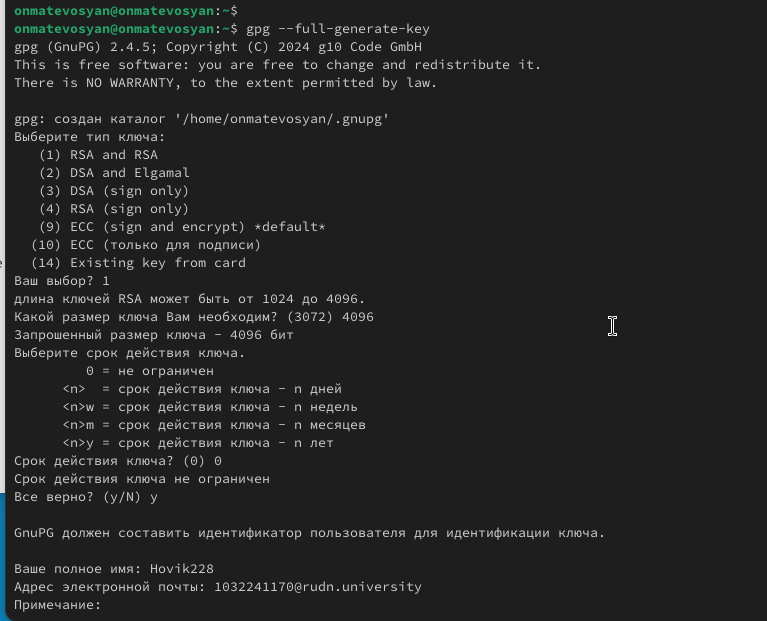 onmatevosyan@onmatevosyan:~$
onmatevosyan@onmatevosyan:~$ gpg --full-generate-key
gpg (GnuPG) 2.4.5; Copyright (C) 2024 g10 Code GmbH
This is free software: you are free to change and redistribute it.
There is NO WARRANTY, to the extent permitted by law.

gpg: создан каталог '/home/onmatevosyan/.gnupg'
Выберите тип ключа:
   (1) RSA and RSA
   (2) DSA and Elgamal
   (3) DSA (sign only)
   (4) RSA (sign only)
   (9) ECC (sign and encrypt) *default*
  (10) ECC (только для подписи)
  (14) Existing key from card
Ваш выбор? 1
длина ключей RSA может быть от 1024 до 4096.
Какой размер ключа Вам необходим? (3072) 4096
Запрошенный размер ключа - 4096 бит
Выберите срок действия ключа.
         0 = не ограничен
      <n>  = срок действия ключа - n дней
      <n>w = срок действия ключа - n недель
      <n>m = срок действия ключа - n месяцев
      <n>y = срок действия ключа - n лет
Срок действия ключа? (0) 0
Срок действия ключа не ограничен
Все верно? (y/N) y

GnuPG должен составить идентификатор пользователя для идентификации ключа.

Ваше полное имя: Hovik228
Адрес электронной почты: 1032241170@rudn.university
Примечание: